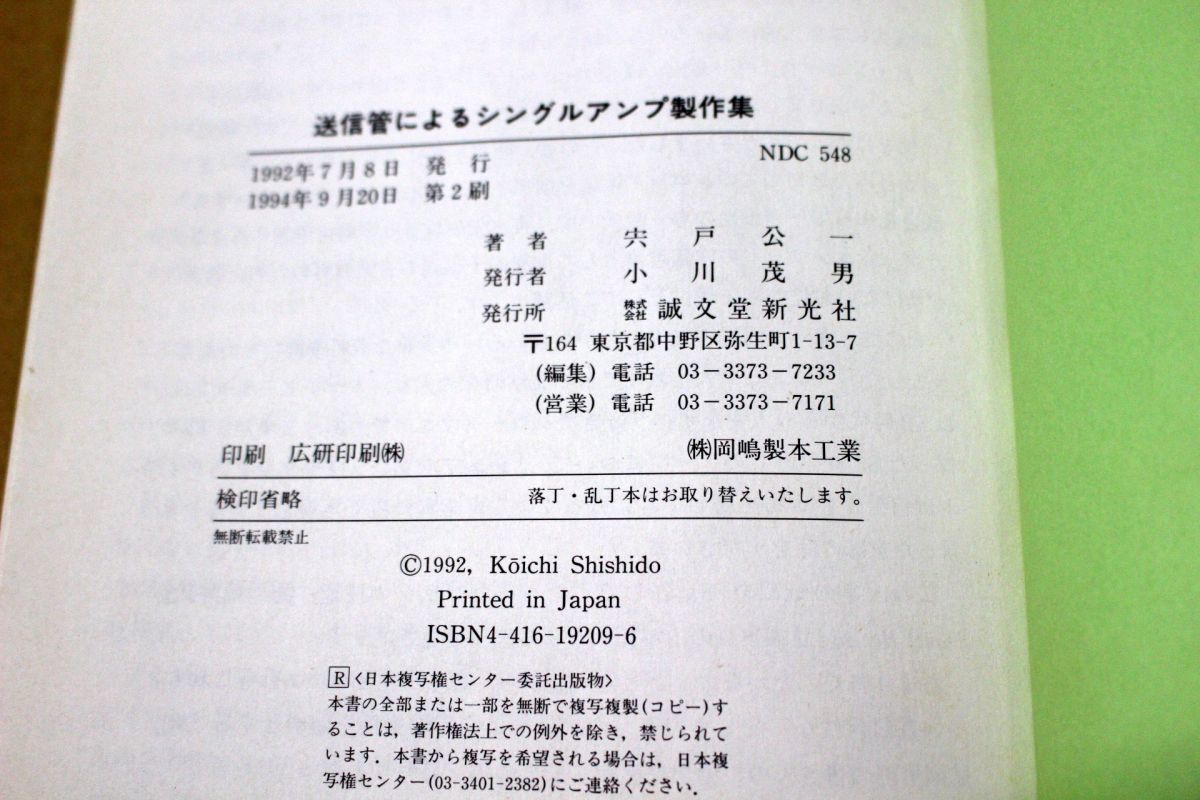 送信管によるシングルアンプ製作集
1992年7月8日 発 行 NDC 548
1994年9月20日 第2刷
著 者 宍 戸 公 一
発行者 小 川 茂 男
発行所 株式会社 誠文堂新光社
〒164 東京都中野区弥生町1-13-7
(編集) 電話 03－3373－7233
(営業) 電話 03－3373－7171
印刷 広研印刷㈱ ㈱岡嶋製本工業
検印省略 落丁・乱丁本はお取り替えいたします。
無断転載禁止
©1992, Kōichi Shishido
Printed in Japan
ISBN4-416-19209-6
R〈日本複写権センター委託出版物〉
本書の全部または一部を無断で複写複製(コピー)す
ることは，著作権法上での例外を除き，禁じられて
います．本書から複写を希望される場合は，日本複
写権センター(03-3401-2382)にご連絡ください．